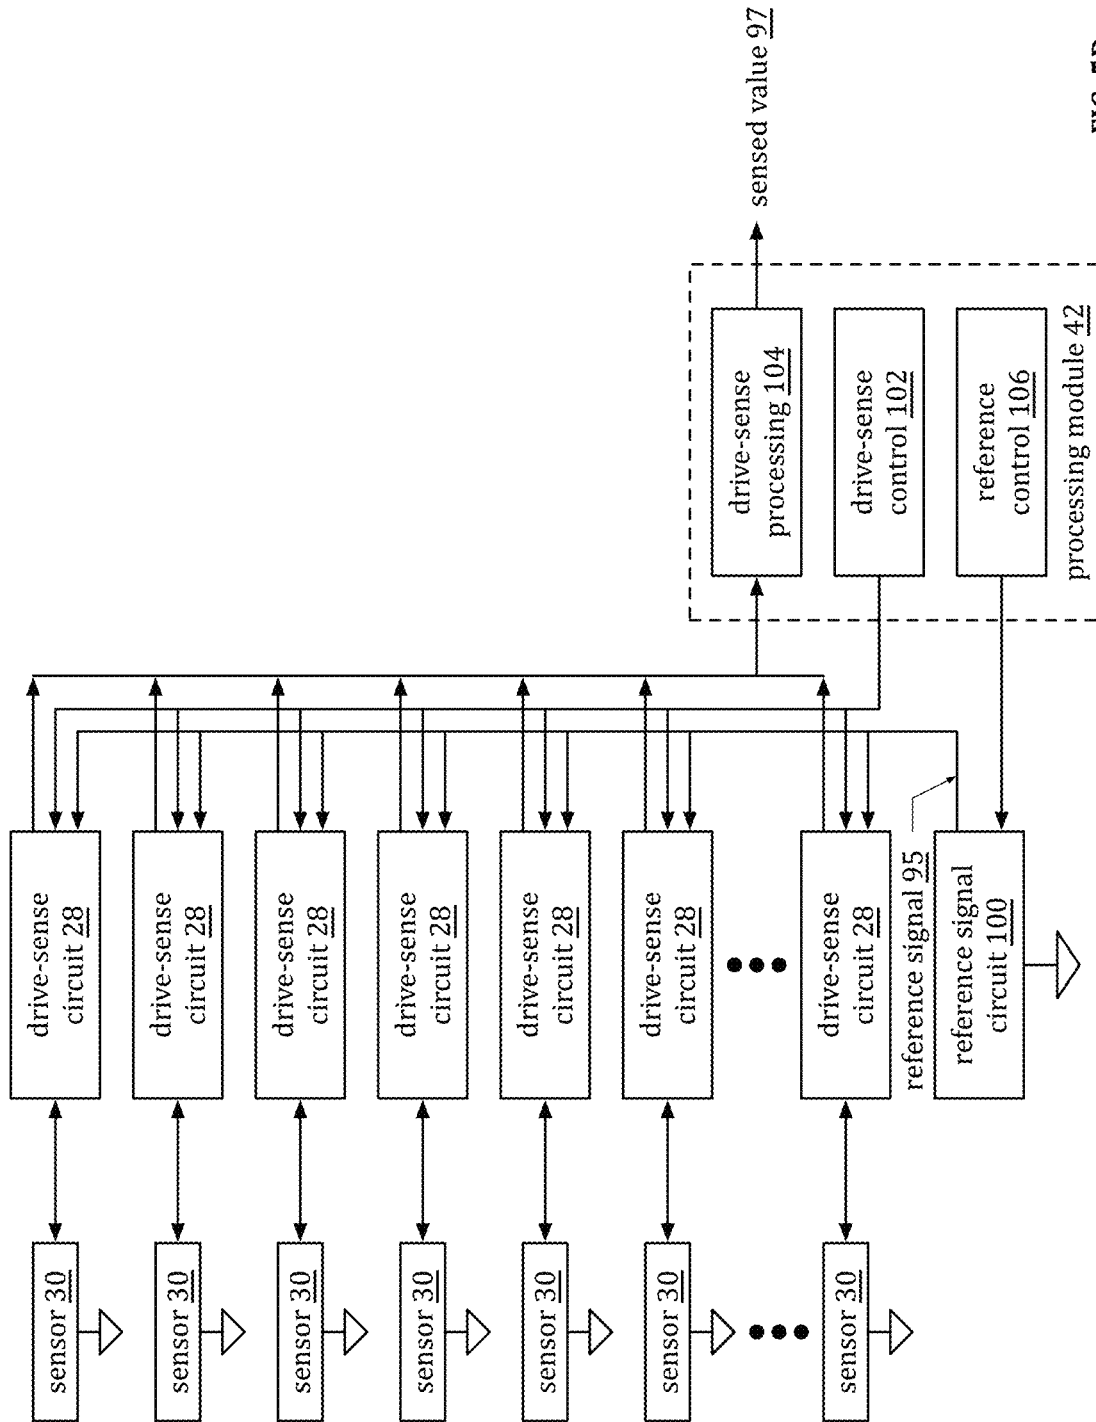 sensor 30
sensor 30
sensor 30
sensor 30
sensor 30
sensor 30
sensor 30
drive-sense
circuit 28
drive-sense
circuit 28
drive-sense
circuit 28
drive-sense
circuit 28
drive-sense
circuit 28
drive-sense
circuit 28
drive-sense
circuit 28
reference signal 95
reference signal
circuit 100
drive-sense
processing 104
drive-sense
control 102
reference
control 106
processing module 42
sensed value 97